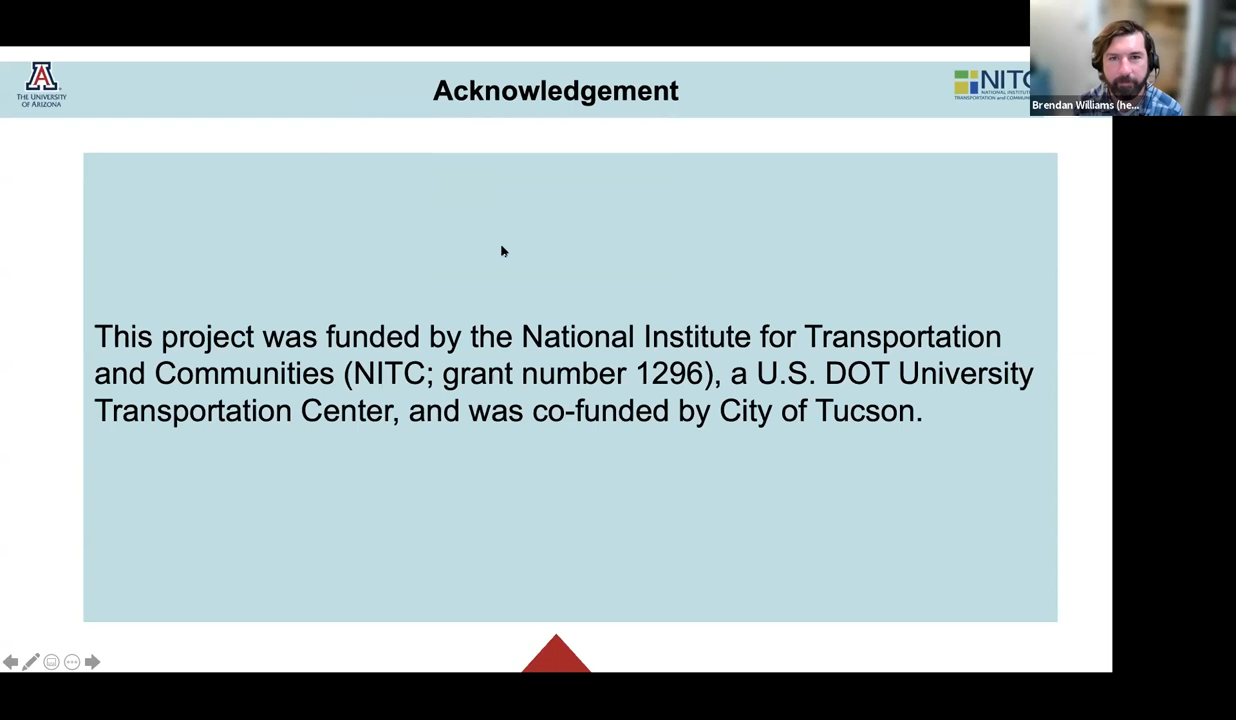 THE UNIVERSITY
OF ARIZONA
Acknowledgement
NITC
NATIONAL INSTITUTE
TRANSPORTATION and COMMUN
Brendan Williams (he...
This project was funded by the National Institute for Transportation
and Communities (NITC; grant number 1296), a U.S. DOT University
Transportation Center, and was co-funded by City of Tucson.